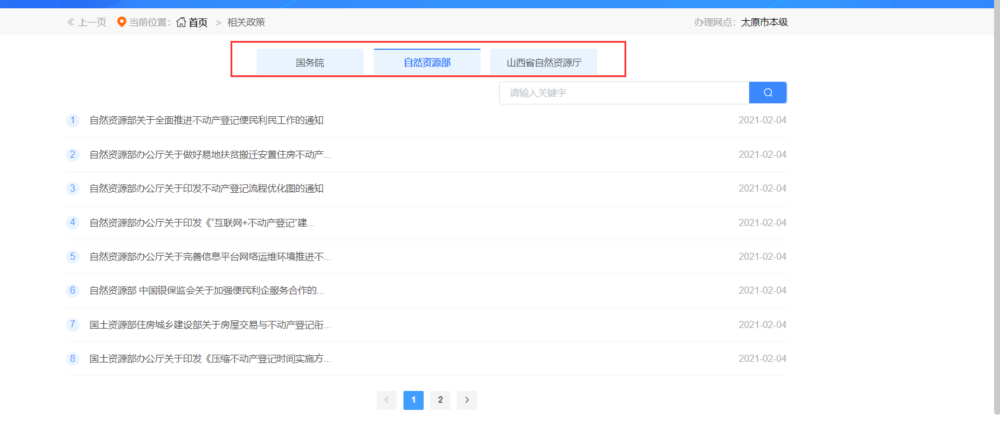 上一页 当前位置： 首页 > 相关政策 办理网点： 太原市本级
国务院 自然资源部 山西省自然资源厅
请输入关键字
1 自然资源部关于全面推进不动产登记便民利民工作的通知 2021-02-04
2 自然资源部办公厅关于做好易地扶贫搬迁安置住房不动产... 2021-02-04
3 自然资源部办公厅关于印发不动产登记流程优化图的通知 2021-02-04
4 自然资源部办公厅关于印发《“互联网+不动产登记”建... 2021-02-04
5 自然资源部办公厅关于完善信息平台网络运维环境推进不... 2021-02-04
6 自然资源部 中国银保监会关于加强便民利企服务合作的... 2021-02-04
7 国土资源部住房城乡建设部关于房屋交易与不动产登记衔... 2021-02-04
8 国土资源部办公厅关于印发《压缩不动产登记时间实施方... 2021-02-04
1 2